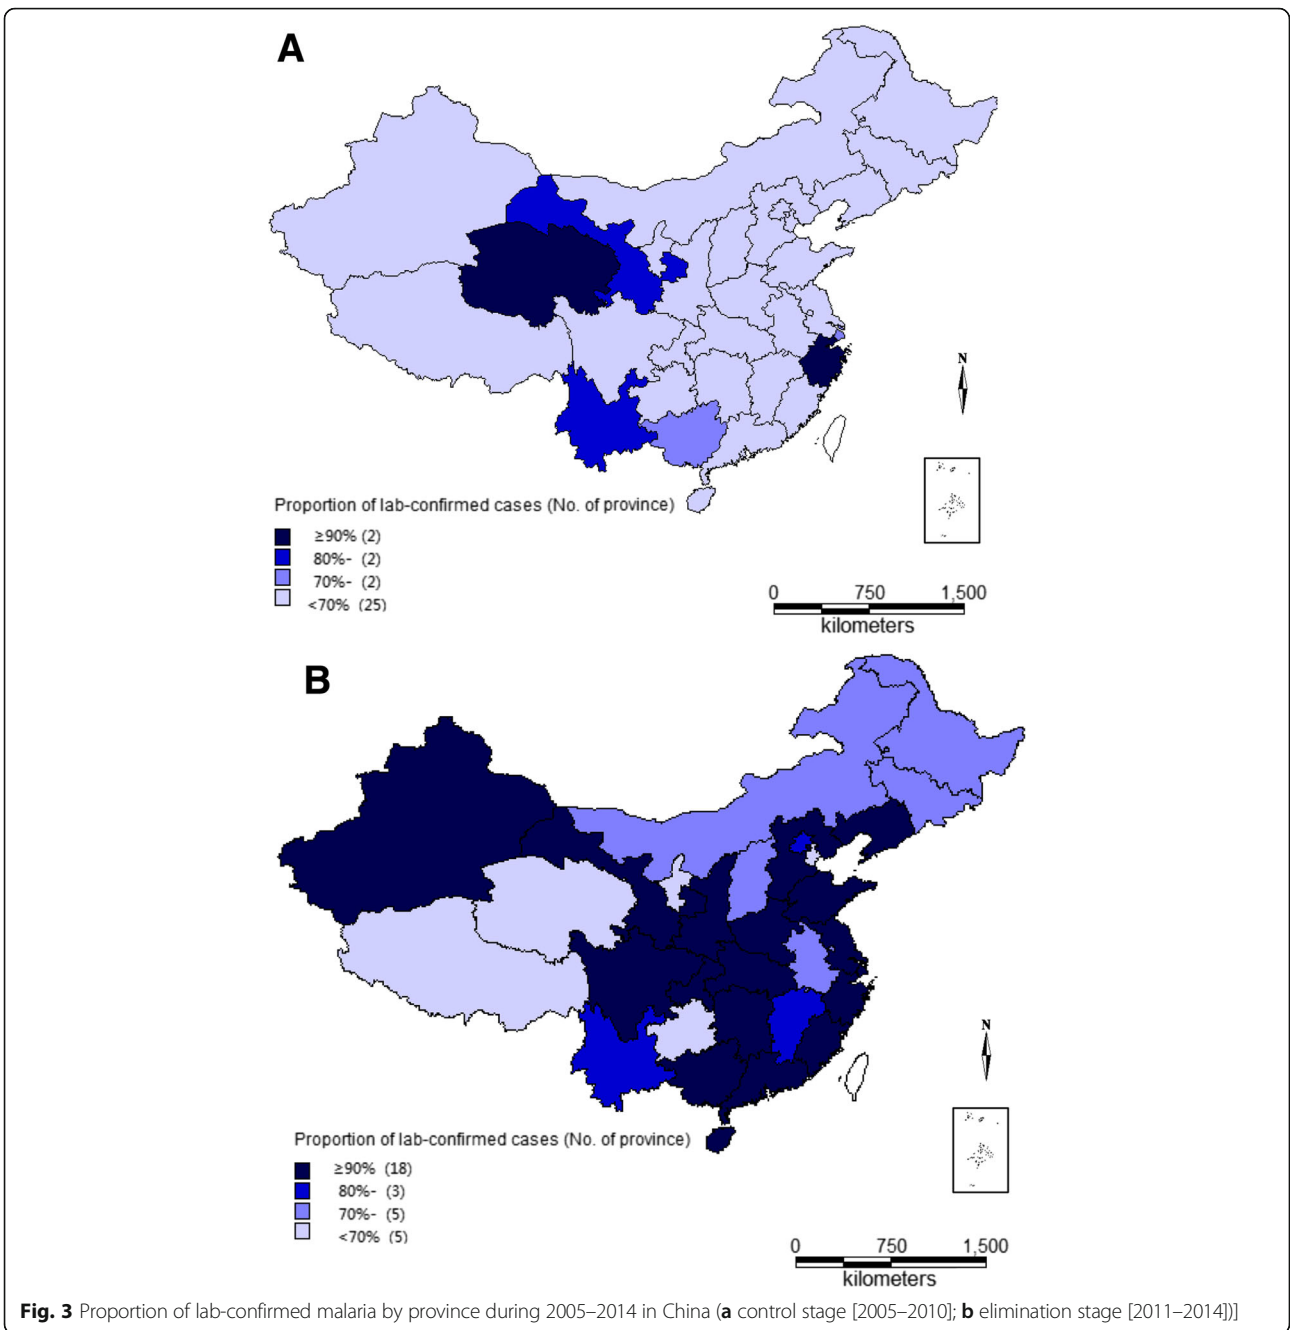 A
N
Proportion of lab-confirmed cases (No. of province)
≥90% (2)
80%- (2)
70%- (2)
<70% (25)
0 750 1,500
kilometers
B
N
Proportion of lab-confirmed cases (No. of province)
≥90% (18)
80%- (3)
70%- (5)
<70% (5)
0 750 1,500
kilometers
Fig. 3 Proportion of lab-confirmed malaria by province during 2005–2014 in China (a control stage [2005–2010]; b elimination stage [2011–2014])]